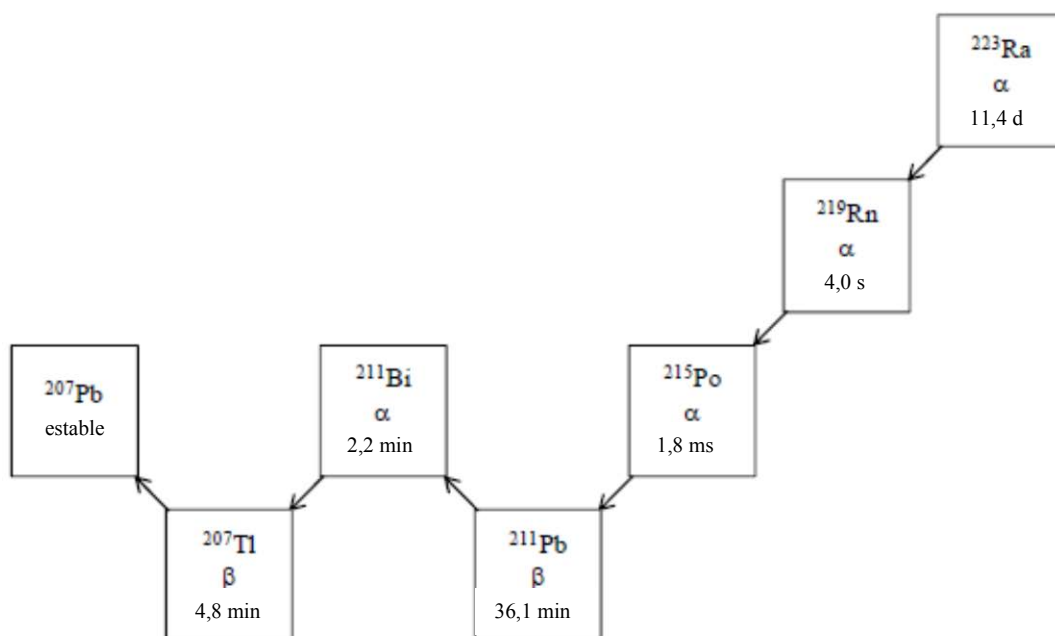 ²²³Ra
α
11,4 d
²¹⁹Rn
α
4,0 s
²⁰⁷Pb
estable
²¹¹Bi
α
2,2 min
²¹⁵Po
α
1,8 ms
²⁰⁷Tl
β
4,8 min
²¹¹Pb
β
36,1 min